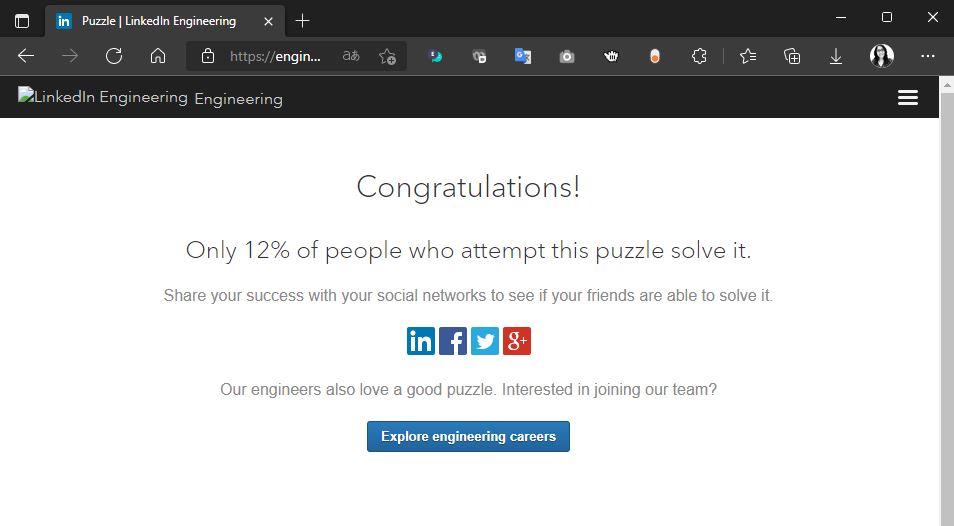 Puzzle | LinkedIn Engineering
https://engin...
LinkedIn Engineering Engineering
Congratulations!
Only 12% of people who attempt this puzzle solve it.
Share your success with your social networks to see if your friends are able to solve it.
in f g+
Our engineers also love a good puzzle. Interested in joining our team?
Explore engineering careers